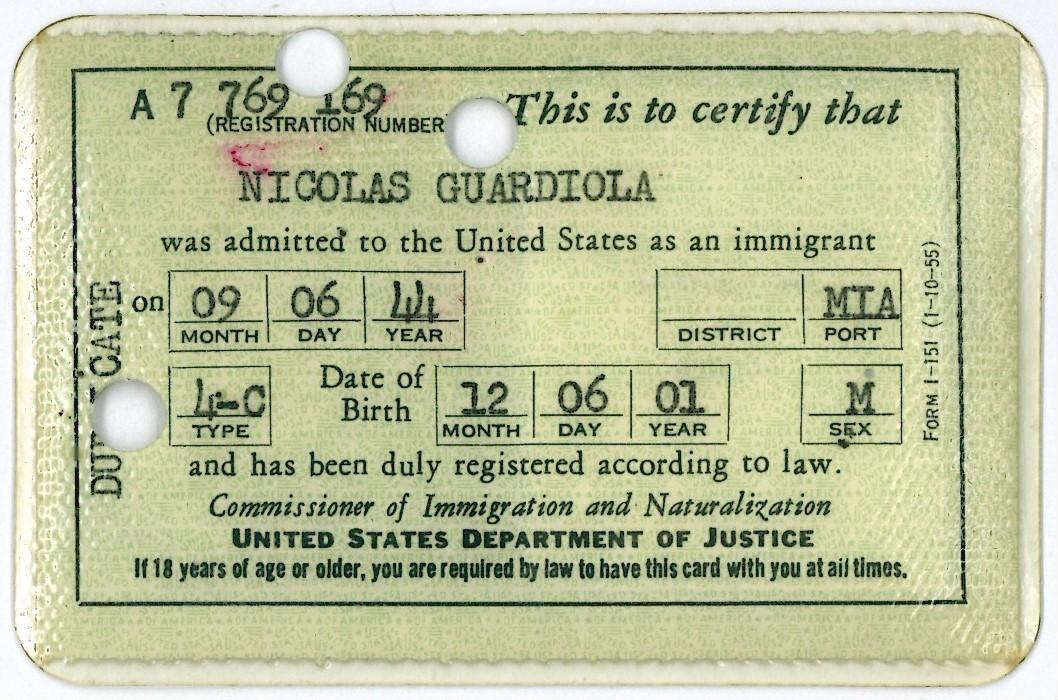 A 7 769 169 This is to certify that
(REGISTRATION NUMBER
NICOLAS GUARDIOLA
was admitted to the United States as an immigrant
on 09 06 44 MIA
MONTH DAY YEAR DISTRICT PORT
4-C Date of Birth 12 06 01 M
TYPE MONTH DAY YEAR SEX
and has been duly registered according to law.
Commissioner of Immigration and Naturalization
UNITED STATES DEPARTMENT OF JUSTICE
If 18 years of age or older, you are required by law to have this card with you at all times.
FORM I-151 (1-10-55)